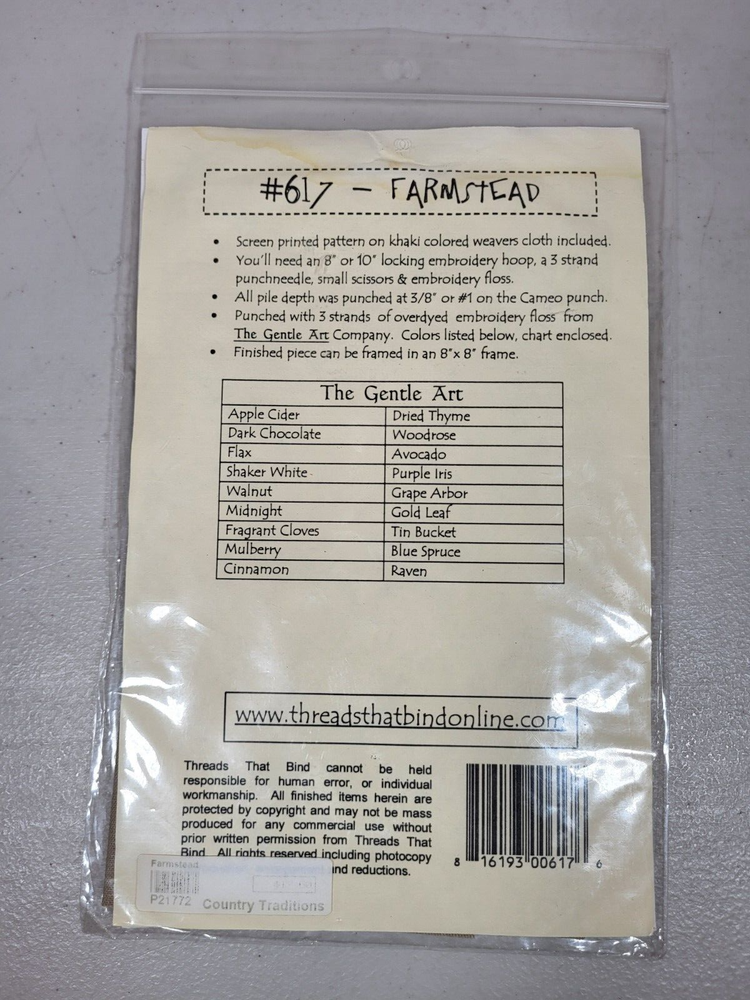 #617 – FARMSTEAD
• Screen printed pattern on khaki colored weavers cloth included.
• You'll need an 8" or 10" locking embroidery hoop, a 3 strand
punchneedle, small scissors & embroidery floss.
• All pile depth was punched at 3/8" or #1 on the Cameo punch.
• Punched with 3 strands of overdyed embroidery floss from
The Gentle Art Company. Colors listed below, chart enclosed.
• Finished piece can be framed in an 8"x 8" frame.
The Gentle Art
Apple Cider Dried Thyme
Dark Chocolate Woodrose
Flax Avocado
Shaker White Purple Iris
Walnut Grape Arbor
Midnight Gold Leaf
Fragrant Cloves Tin Bucket
Mulberry Blue Spruce
Cinnamon Raven
www.threadsthatbindonline.com
Threads That Bind cannot be held
responsible for human error, or individual
workmanship. All finished items herein are
protected by copyright and may not be mass
produced for any commercial use without
prior written permission from Threads That
Bind. All rights reserved including photocopy
and reductions.
8 16193 00617 6
Farmstead
P21772 Country Traditions